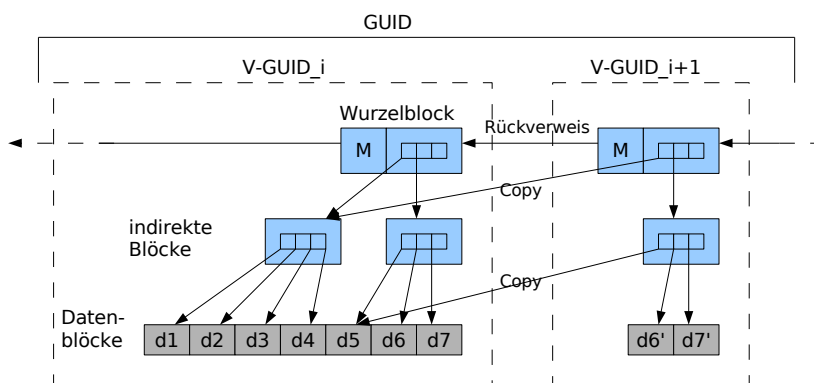 GUID
V-GUID_i
V-GUID_i+1
Wurzelblock
Rückverweis
M
M
Copy
indirekte
Blöcke
Copy
Daten-
blöcke
d1 d2 d3 d4 d5 d6 d7
d6' d7'